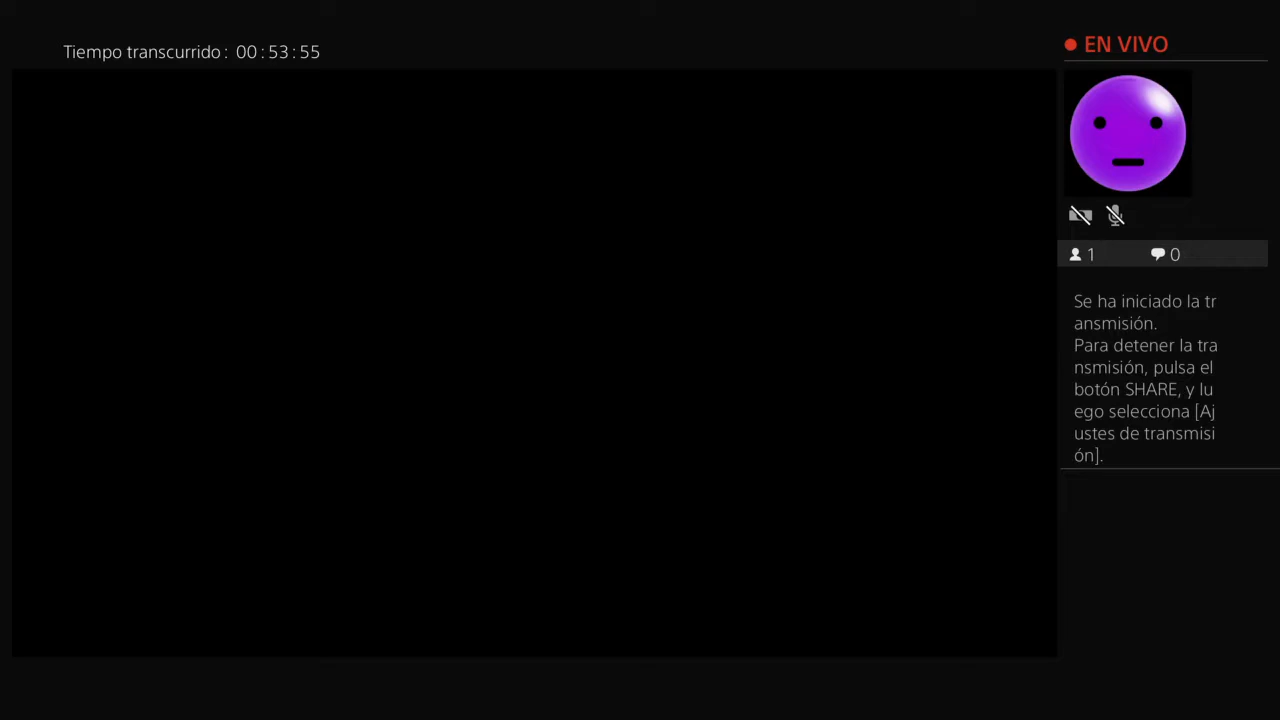 Tiempo transcurrido : 00 : 53 : 55
EN VIVO
1 0
Se ha iniciado la tr
ansmisión.
Para detener la tra
nsmisión, pulsa el
botón SHARE, y lu
ego selecciona [Aj
ustes de transmisi
ón].